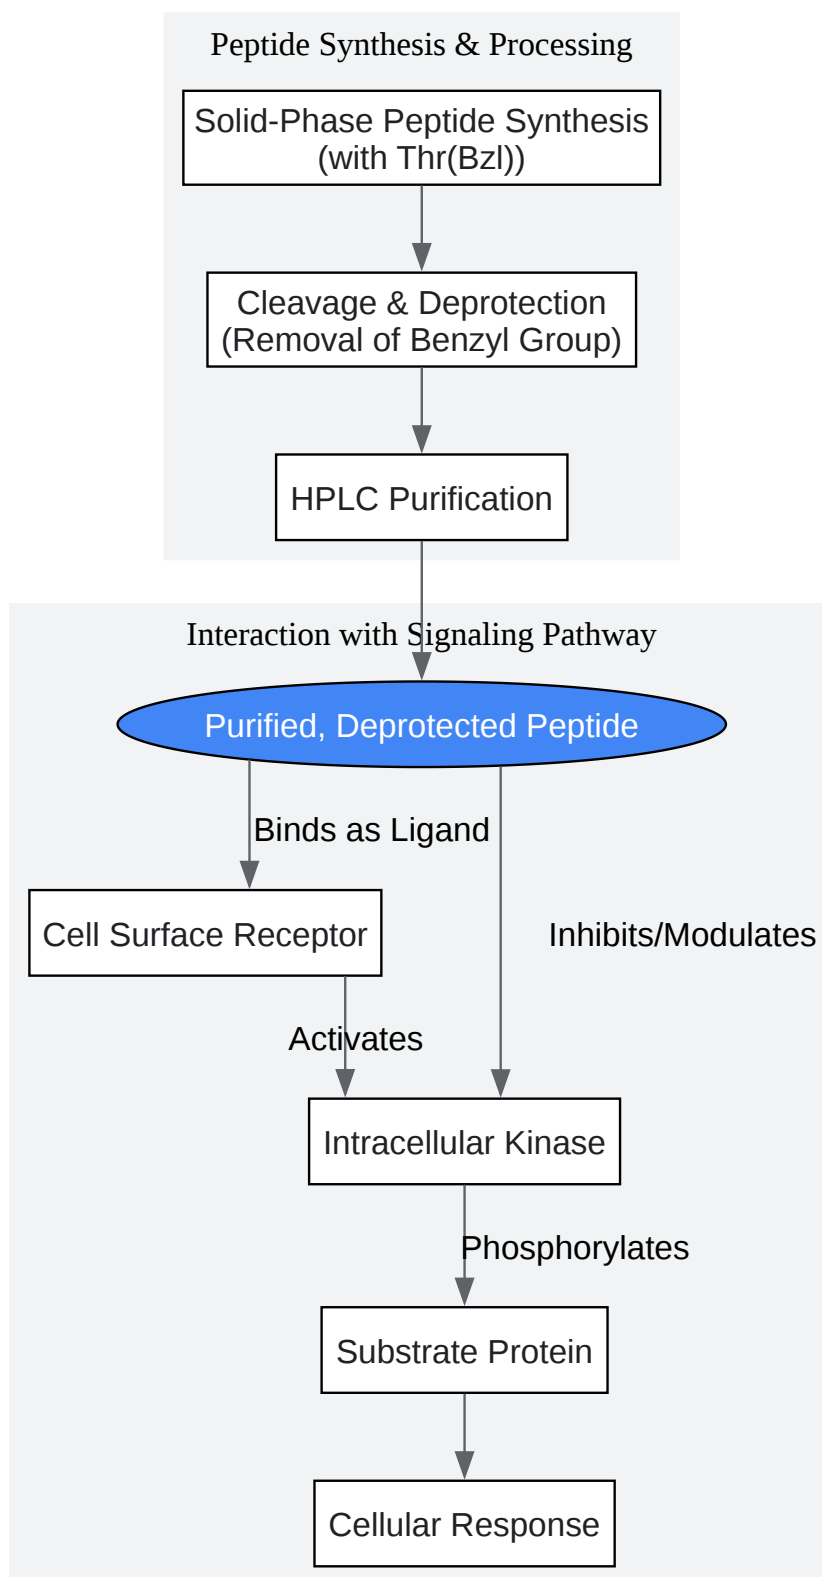 Peptide Synthesis & Processing
Solid-Phase Peptide Synthesis
(with Thr(Bzl))
Cleavage & Deprotection
(Removal of Benzyl Group)
HPLC Purification
Interaction with Signaling Pathway
Purified, Deprotected Peptide
Binds as Ligand
Cell Surface Receptor
Inhibits/Modulates
Activates
Intracellular Kinase
Phosphorylates
Substrate Protein
Cellular Response